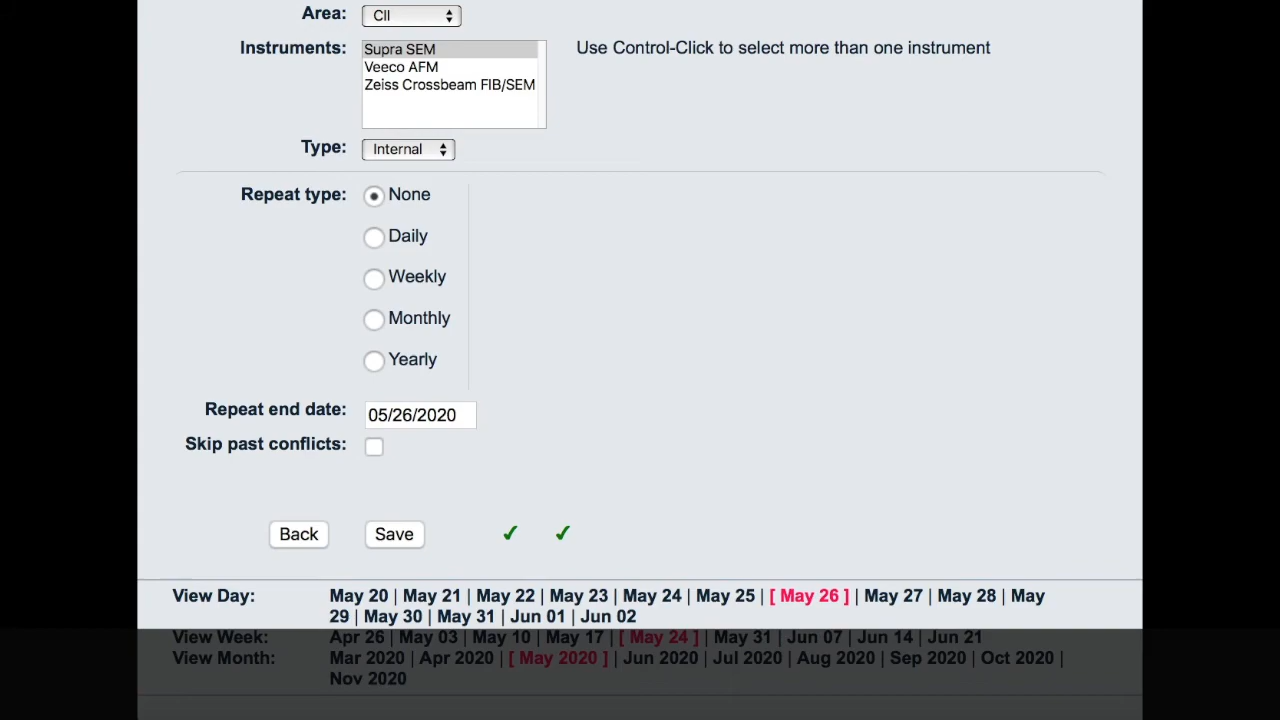 Area: CII
Instruments: Supra SEM Use Control-Click to select more than one instrument
Veeco AFM
Zeiss Crossbeam FIB/SEM
Type: Internal
Repeat type: None
Daily
Weekly
Monthly
Yearly
Repeat end date: 05/26/2020
Skip past conflicts:
Back Save ✓ ✓
View Day: May 20 | May 21 | May 22 | May 23 | May 24 | May 25 | [ May 26 ] | May 27 | May 28 | May
29 | May 30 | May 31 | Jun 01 | Jun 02
View Week: Apr 26 | May 03 | May 10 | May 17 | [ May 24 ] | May 31 | Jun 07 | Jun 14 | Jun 21
View Month: Mar 2020 | Apr 2020 | [ May 2020 ] | Jun 2020 | Jul 2020 | Aug 2020 | Sep 2020 | Oct 2020 |
Nov 2020